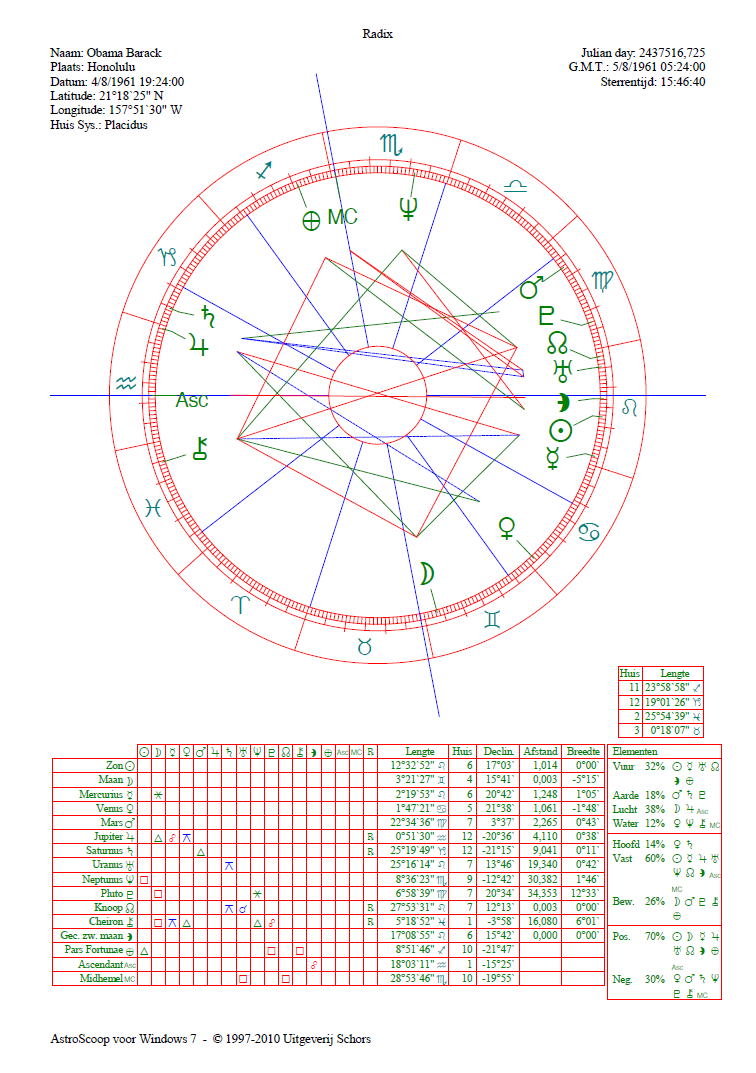 Radix
Naam: Obama Barack
Plaats: Honolulu
Datum: 4/8/1961 19:24:00
Latitude: 21°18`25" N
Longitude: 157°51`30" W
Huis Sys.: Placidus
Julian day: 2437516,725
G.M.T.: 5/8/1961 05:24:00
Sterrentijd: 15:46:40
♏
♐ ♎
⊕ MC ♆
♑ ♂ ♍
♄ ♇
♃ ☊
♅
♒ Asc ⚸ ♌
☉
⚷ ☿
♓ ♀ ♋
☽
♈ ♊
♉
Huis Lengte
11 23°58`58" ♐
12 19°01`26" ♑
2 25°54`39" ♓
3 0°18`07" ♉
☉ ☽ ☿ ♀ ♂ ♃ ♄ ♅ ♆ ♇ ☊ ⚷ ⚸ ⊕ Asc MC R Lengte Huis Declin. Afstand Breedte
Zon ☉ 12°32`52" ♌ 6 17°03` 1,014 0°00`
Maan ☽ 3°21`27" ♊ 4 15°41` 0,003 -5°15`
Mercurius ☿ ⚹ 2°19`53" ♌ 6 20°42` 1,248 1°05`
Venus ♀ 1°47`21" ♋ 5 21°38` 1,061 -1°48`
Mars ♂ 22°34`36" ♍ 7 3°37` 2,265 0°43`
Jupiter ♃ △ ☍ ⚻ R 0°51`30" ♒ 12 -20°36` 4,110 0°38`
Saturnus ♄ △ R 25°19`49" ♑ 12 -21°15` 9,041 0°11`
Uranus ♅ ⚻ 25°16`14" ♌ 7 13°46` 19,340 0°42`
Neptunus ♆ □ 8°36`23" ♏ 9 -12°42` 30,382 1°46`
Pluto ♇ □ ⚹ 6°58`39" ♍ 7 20°34` 34,353 12°33`
Knoop ☊ ⚻ ☌ R 27°53`31" ♌ 7 12°13` 0,003 0°00`
Cheiron ⚷ □ ⚻ △ △ ☍ R 5°18`52" ♓ 1 -3°58` 16,080 6°01`
Gec. zw. maan ⚸ 17°08`55" ♌ 6 15°42` 0,000 0°00`
Pars Fortunae ⊕ △ □ □ 8°51`46" ♐ 10 -21°47`
Ascendant Asc ☍ 18°03`11" ♒ 1 -15°25`
Midhemel MC □ □ 28°53`46" ♏ 10 -19°55`
Elementen
Vuur 32% ☉ ☿ ♅ ☊
⚸ ⊕
Aarde 18% ♂ ♄ ♇
Lucht 38% ☽ ♃ Asc
Water 12% ♀ ♆ ⚷ MC
Hoofd 14% ♀ ♄
Vast 60% ☉ ☿ ♃ ♅
♆ ☊ ⚸ Asc
MC
Bew. 26% ☽ ♂ ♇ ⚷
⊕
Pos. 70% ☉ ☽ ☿ ♃
♅ ☊ ⚸ ⊕
Asc
Neg. 30% ♀ ♂ ♄ ♆
♇ ⚷ MC
AstroScoop voor Windows 7 - © 1997-2010 Uitgeverij Schors